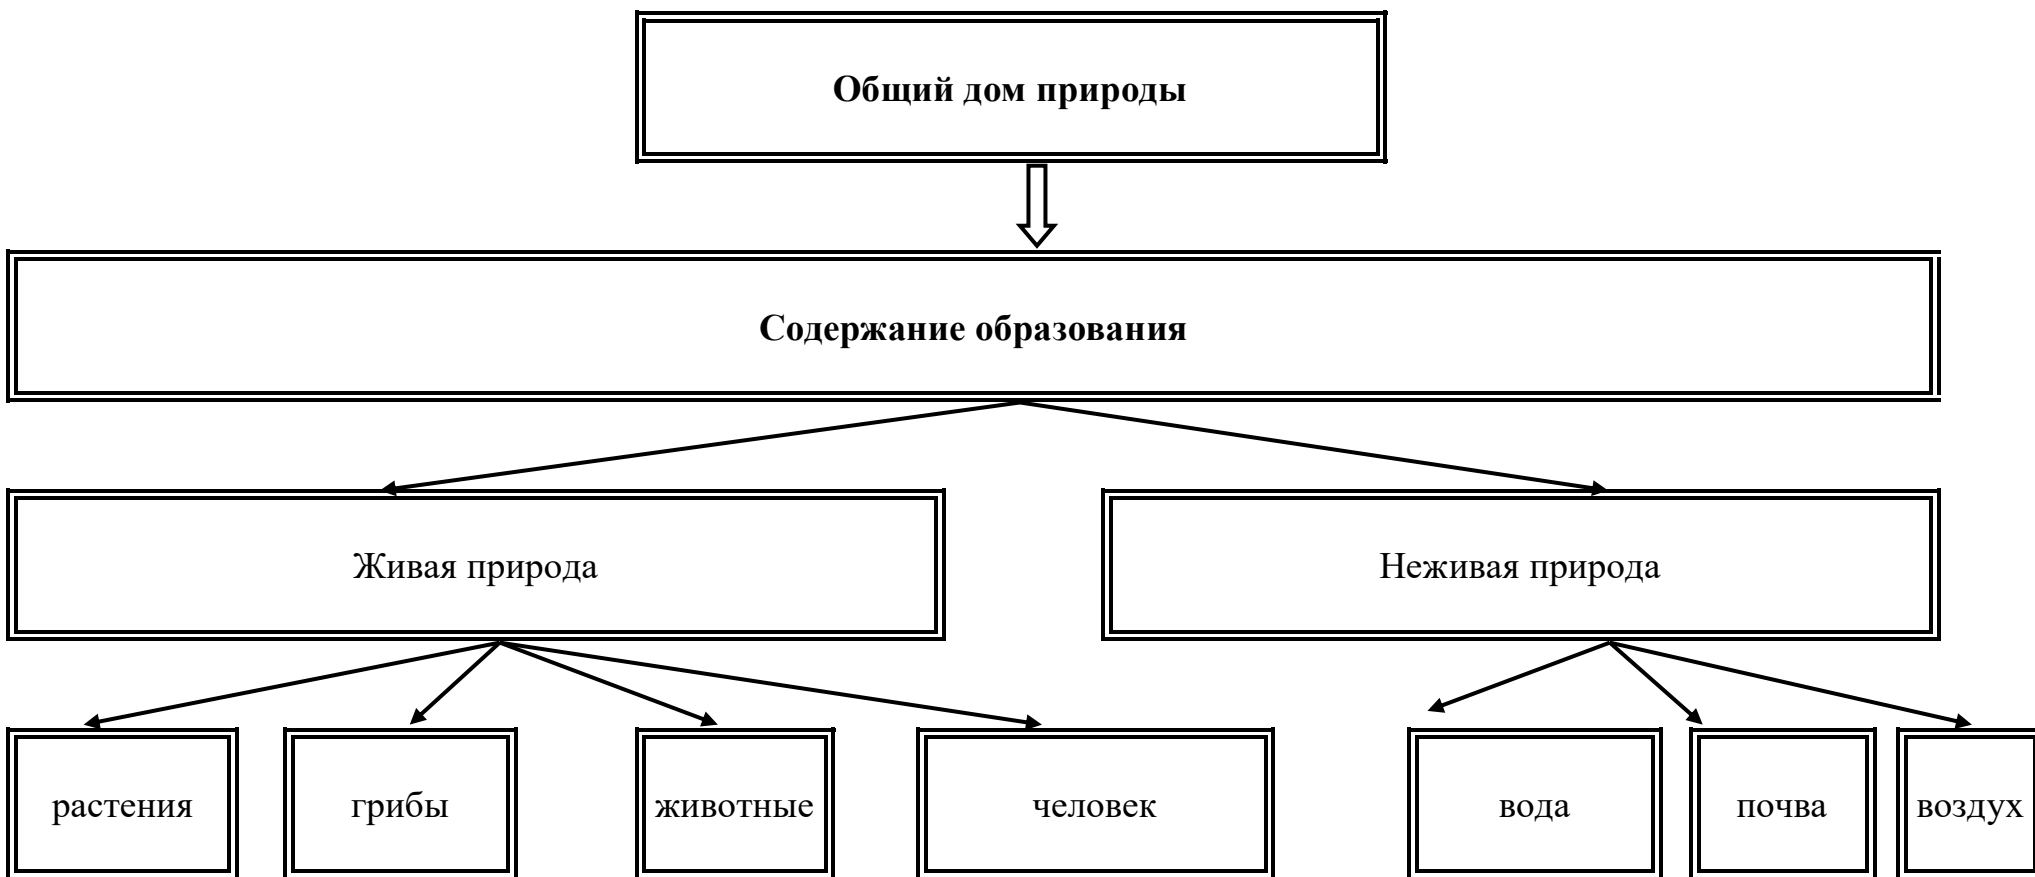 Общий дом природы
Содержание образования
Живая природа
Неживая природа
растения
грибы
животные
человек
вода
почва
воздух